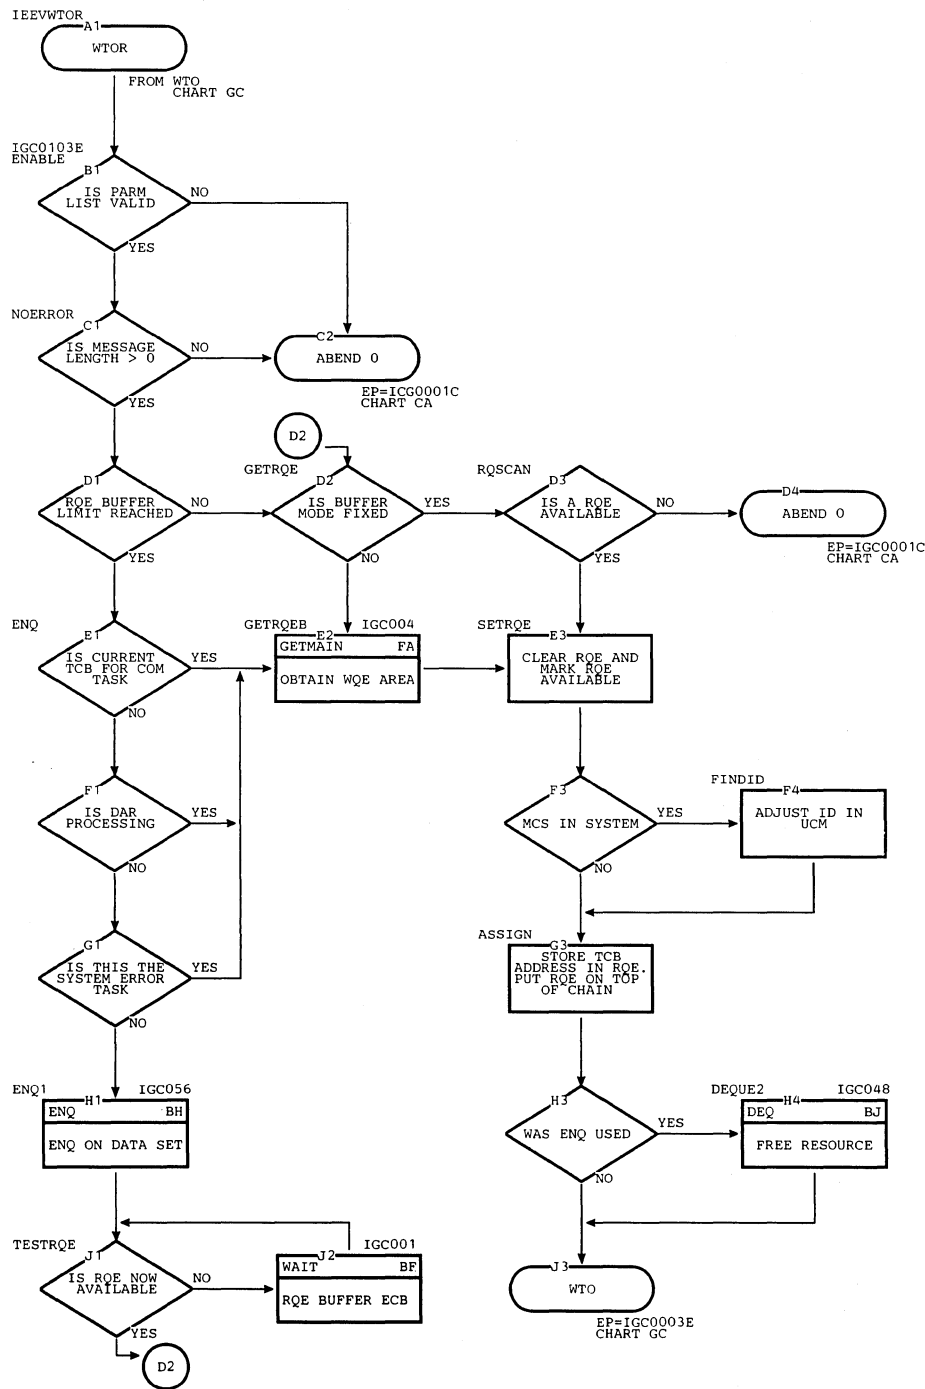 IEEVWTOR
A1
WTOR
FROM WTO
CHART GC
IGC0103E
ENABLE
B1
IS PARM
LIST VALID
NO
YES
NOERROR
C1
IS MESSAGE
LENGTH > 0
NO
YES
C2
ABEND 0
EP=ICG0001C
CHART CA
D2
D1
RQE BUFFER
LIMIT REACHED
NO
YES
GETRQE
D2
IS BUFFER
MODE FIXED
YES
NO
RQSCAN
D3
IS A RQE
AVAILABLE
NO
YES
D4
ABEND 0
EP=IGC0001C
CHART CA
ENQ
E1
IS CURRENT
TCB FOR COM
TASK
YES
NO
GETRQEB
IGC004
E2
GETMAIN
FA
OBTAIN WQE AREA
SETRQE
E3
CLEAR RQE AND
MARK RQE
AVAILABLE
F1
IS DAR
PROCESSING
YES
NO
F3
MCS IN SYSTEM
YES
NO
FINDID
F4
ADJUST ID IN
UCM
G1
IS THIS THE
SYSTEM ERROR
TASK
YES
NO
ASSIGN
G3
STORE TCB
ADDRESS IN RQE.
PUT RQE ON TOP
OF CHAIN
ENQ1
IGC056
H1
ENQ
BH
ENQ ON DATA SET
H3
WAS ENQ USED
YES
NO
DEQUE2
IGC048
H4
DEQ
BJ
FREE RESOURCE
TESTRQE
J1
IS RQE NOW
AVAILABLE
NO
YES
IGC001
J2
WAIT
BF
RQE BUFFER ECB
J3
WTO
EP=IGC0003E
CHART GC
D2